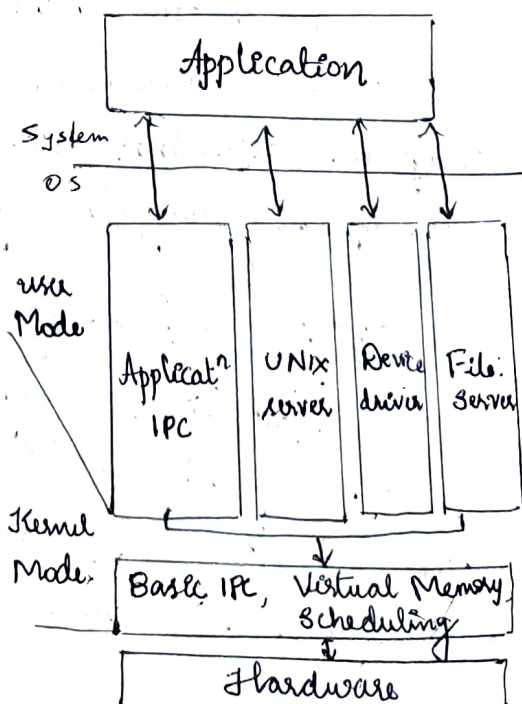 Application
System
OS
User
Mode
Applicatⁿ
IPC
UNIX
server
Device
driver
File
Server
Kernel
Mode.
Basic IPC, Virtual Memory,
Scheduling
Hardware